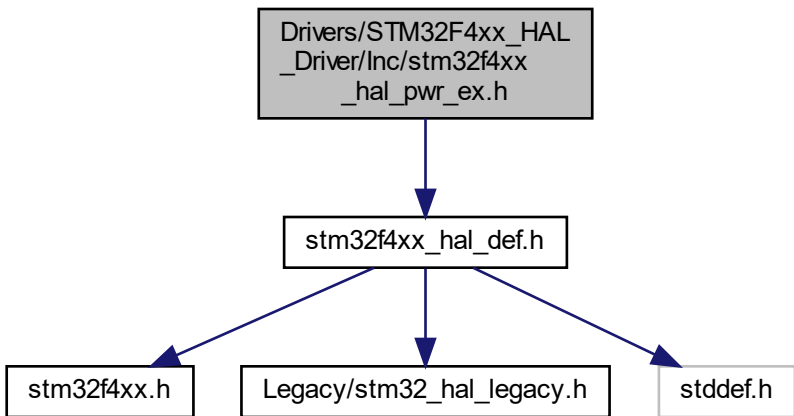 Drivers/STM32F4xx_HAL
_Driver/Inc/stm32f4xx
_hal_pwr_ex.h
stm32f4xx_hal_def.h
stm32f4xx.h
Legacy/stm32_hal_legacy.h
stddef.h